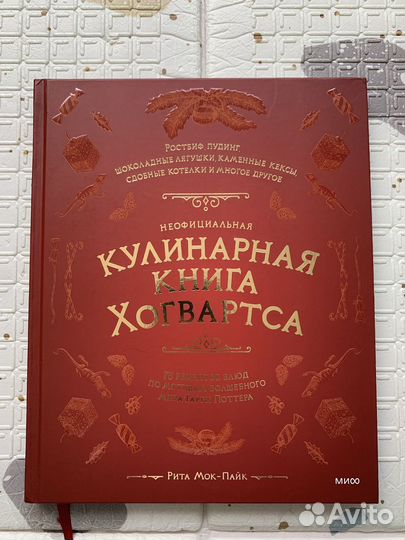 Ростбиф, пудинг,
шоколадные лягушки, каменные кексы,
сдобные котелки и многое другое
Неофициальная
Кулинарная
книга
Хогвартса
75 рецептов блюд
по мотивам волшебного
мира Гарри Поттера
Рита Мок-Пайк
МИФ
Avito